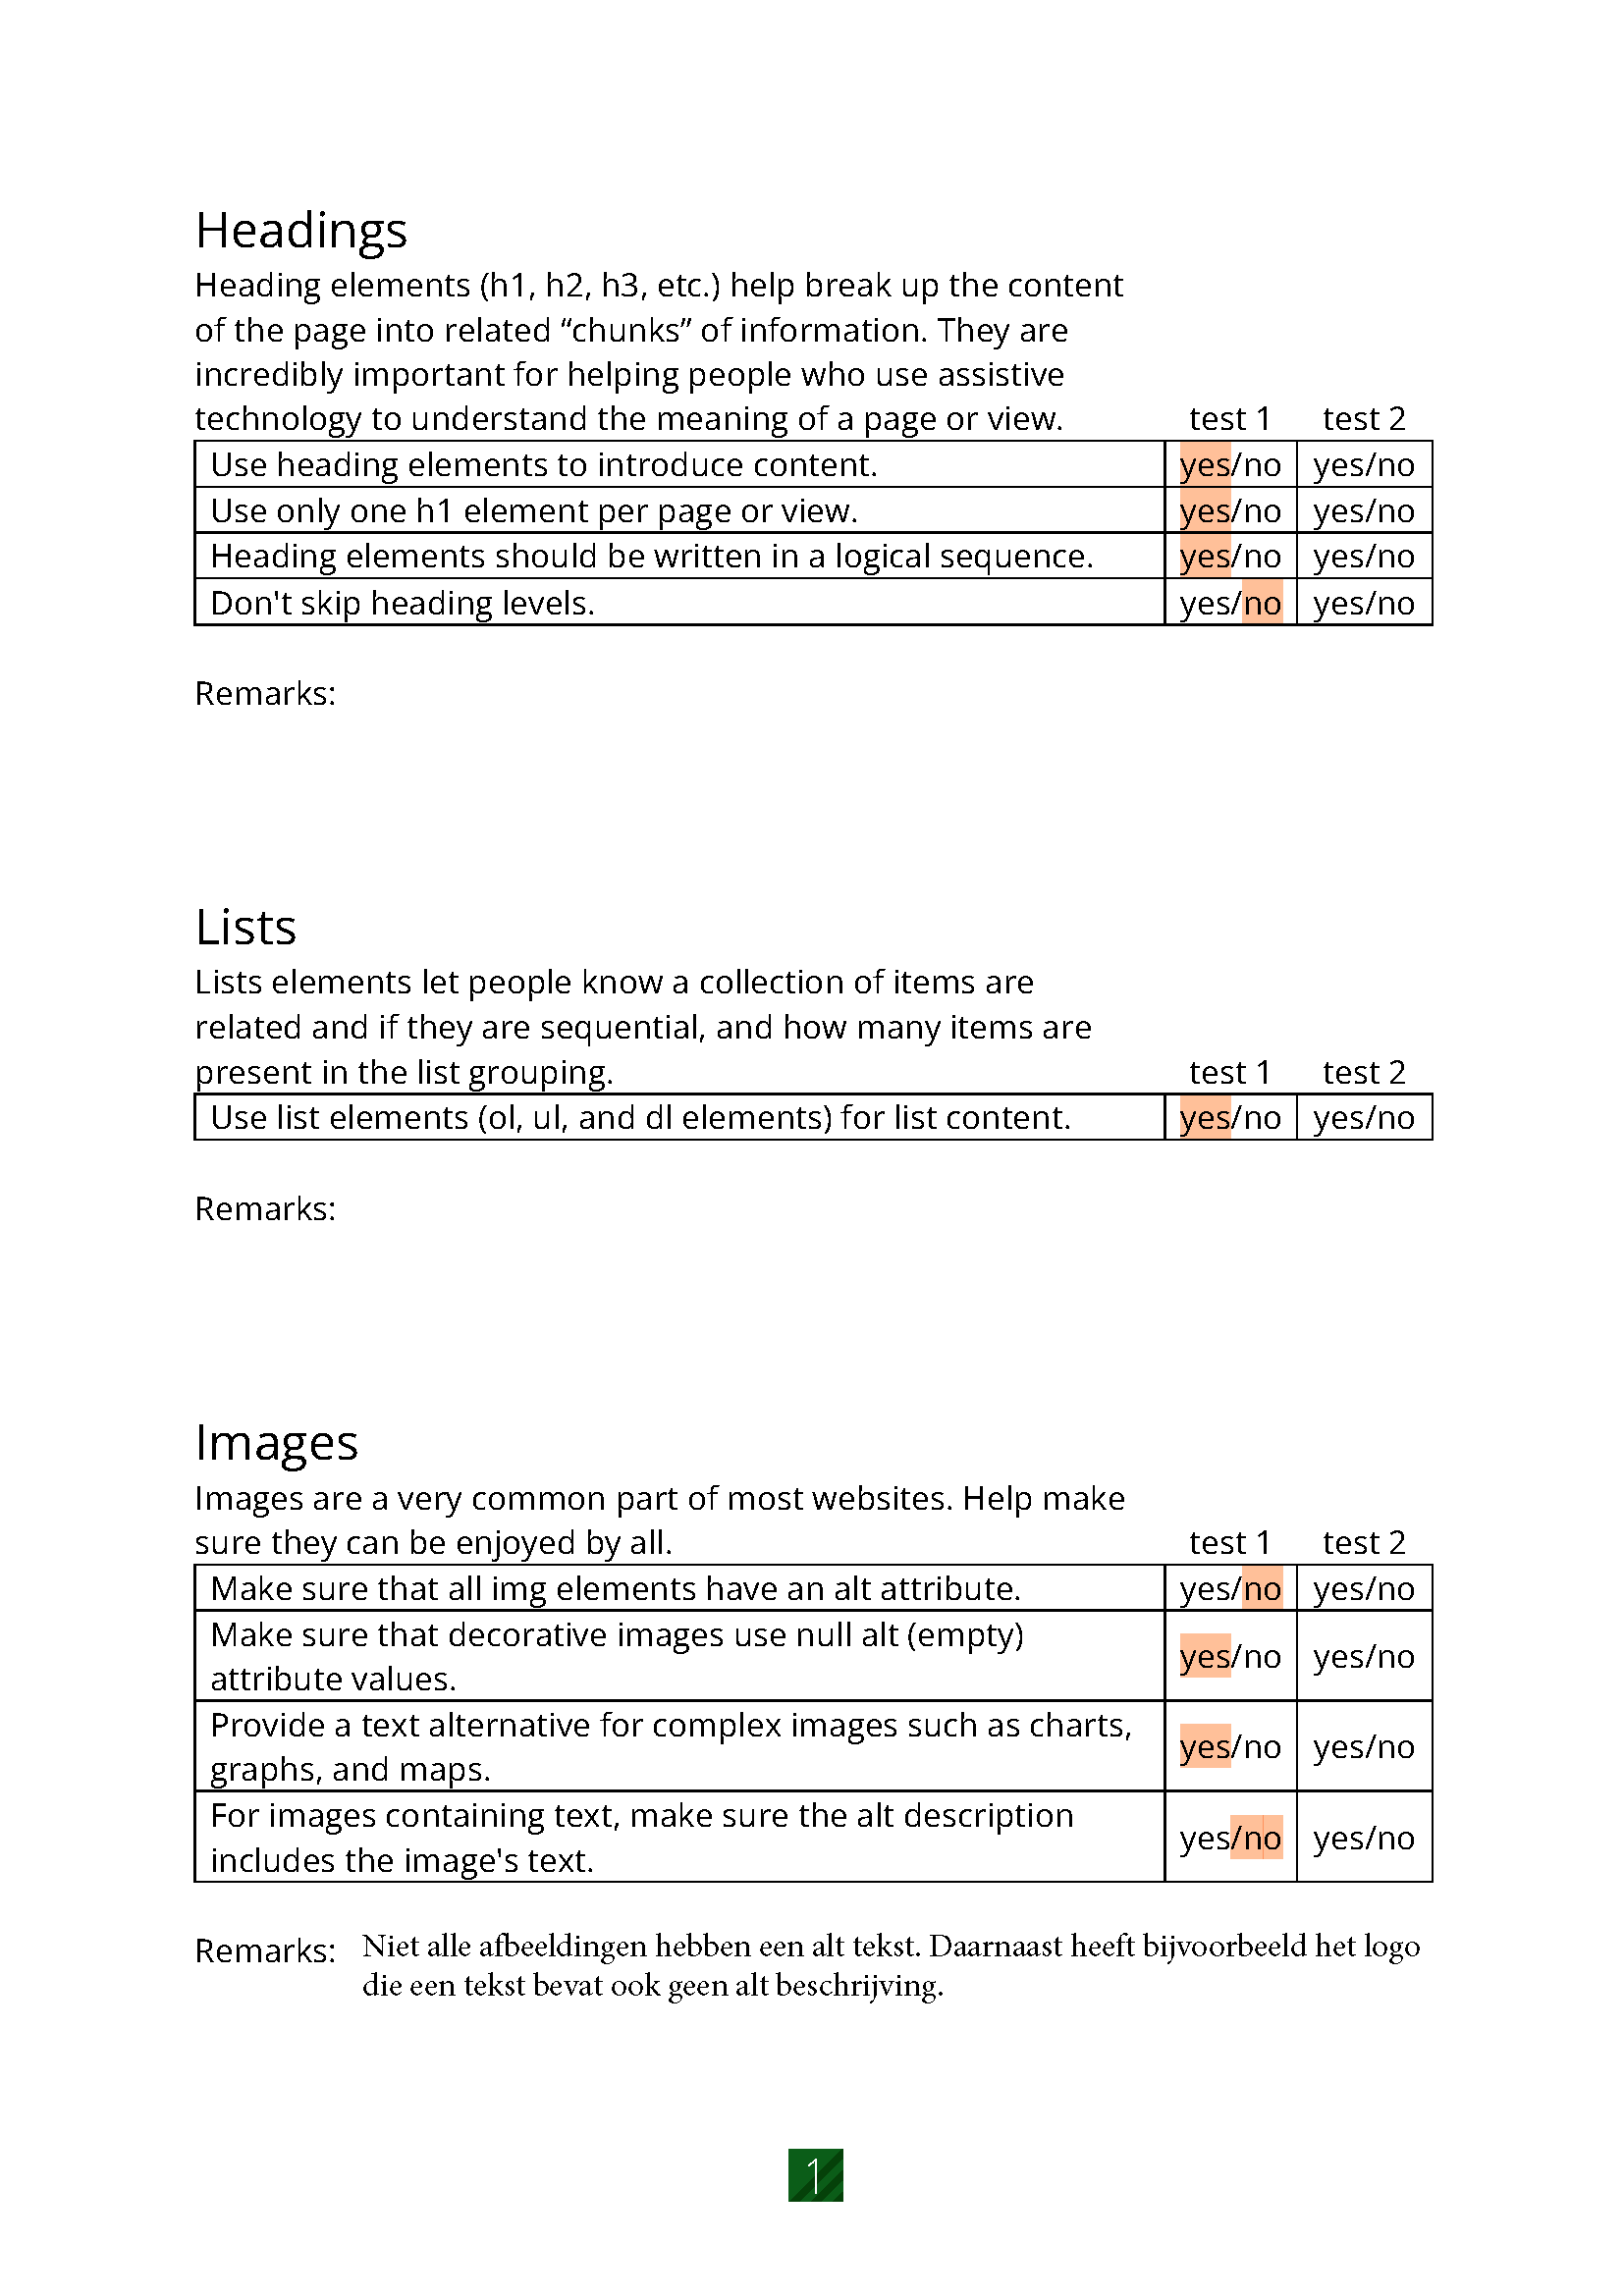 Headings
Heading elements (h1, h2, h3, etc.) help break up the content
of the page into related “chunks” of information. They are
incredibly important for helping people who use assistive
technology to understand the meaning of a page or view. test 1 test 2
Use heading elements to introduce content. yes/no yes/no
Use only one h1 element per page or view. yes/no yes/no
Heading elements should be written in a logical sequence. yes/no yes/no
Don't skip heading levels. yes/no yes/no
Remarks:
Lists
Lists elements let people know a collection of items are
related and if they are sequential, and how many items are
present in the list grouping. test 1 test 2
Use list elements (ol, ul, and dl elements) for list content. yes/no yes/no
Remarks:
Images
Images are a very common part of most websites. Help make
sure they can be enjoyed by all. test 1 test 2
Make sure that all img elements have an alt attribute. yes/no yes/no
Make sure that decorative images use null alt (empty)
attribute values. yes/no yes/no
Provide a text alternative for complex images such as charts,
graphs, and maps. yes/no yes/no
For images containing text, make sure the alt description
includes the image's text. yes/no yes/no
Remarks: Niet alle afbeeldingen hebben een alt tekst. Daarnaast heeft bijvoorbeeld het logo
die een tekst bevat ook geen alt beschrijving.
1